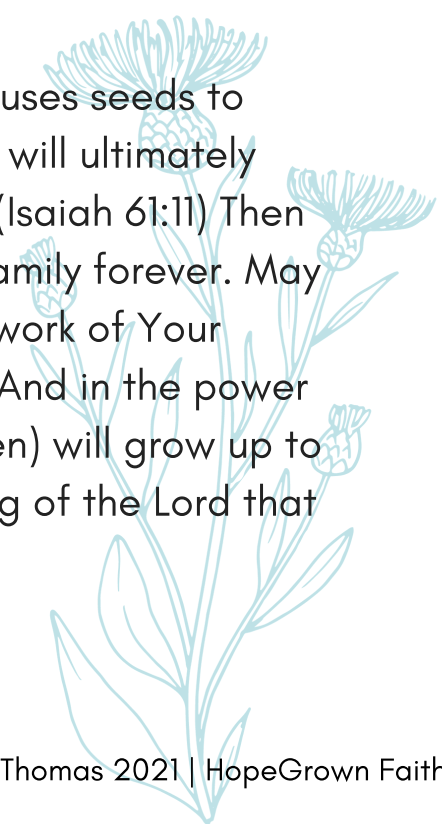 uses seeds to
will ultimately
(Isaiah 61:11) Then
amily forever. May
work of Your
And in the power
en) will grow up to
g of the Lord that
Thomas 2021 | HopeGrown Faith